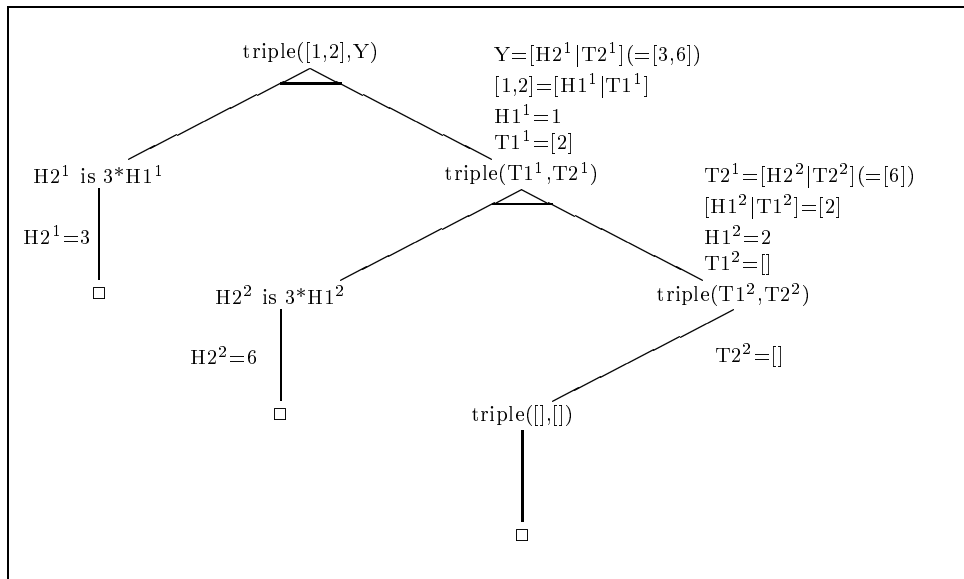 triple([1,2],Y)
Y=[H2¹|T2¹](=[3,6])
[1,2]=[H1¹|T1¹]
H1¹=1
T1¹=[2]
H2¹ is 3*H1¹
triple(T1¹,T2¹)
T2¹=[H2²|T2²](=[6])
[H1²|T1²]=[2]
H1²=2
T1²=[]
H2¹=3
H2² is 3*H1²
triple(T1²,T2²)
H2²=6
T2²=[]
triple([],[])